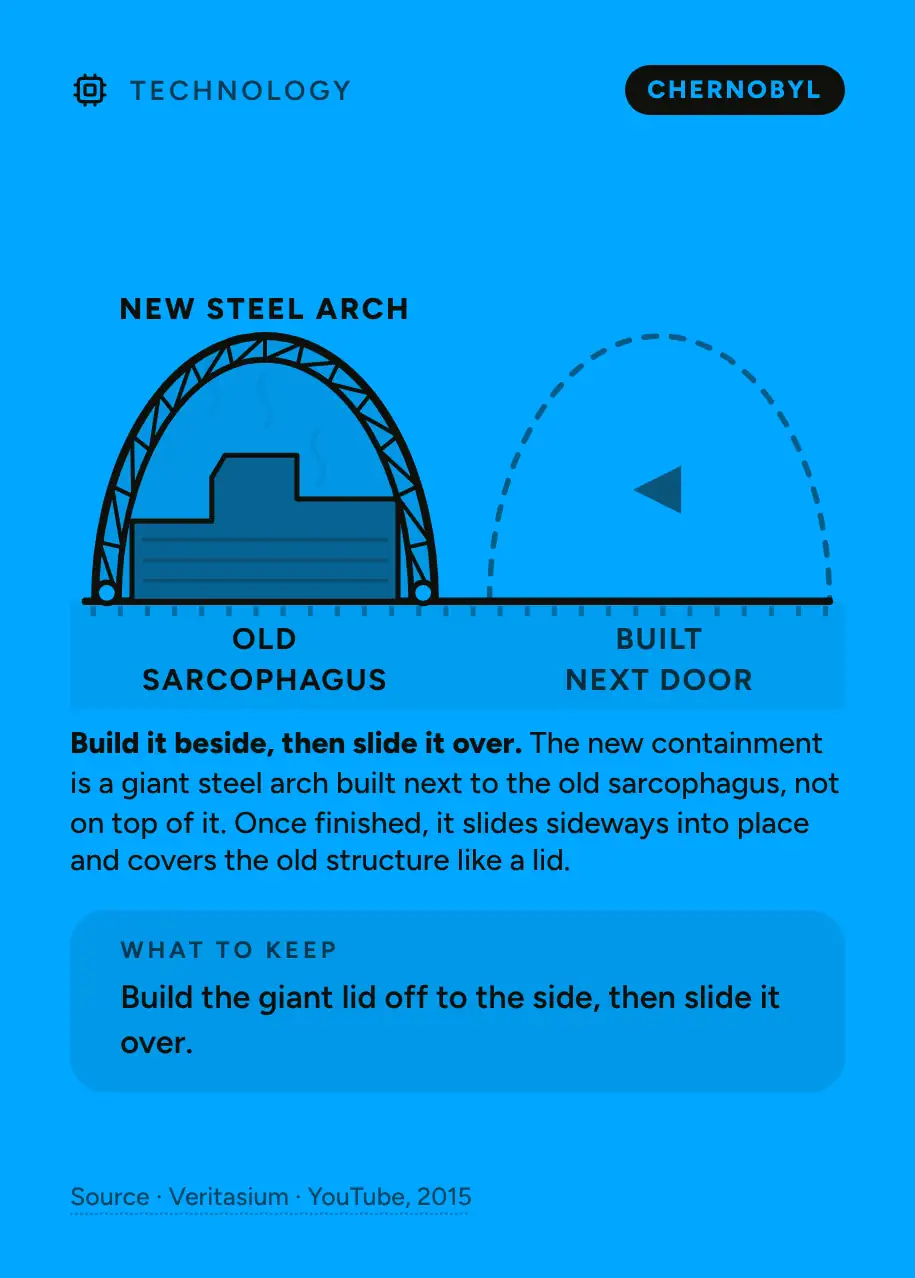 TECHNOLOGY
CHERNOBYL
NEW STEEL ARCH
OLD
SARCOPHAGUS
BUILT
NEXT DOOR
Build it beside, then slide it over. The new containment
is a giant steel arch built next to the old sarcophagus, not
on top of it. Once finished, it slides sideways into place
and covers the old structure like a lid.
WHAT TO KEEP
Build the giant lid off to the side, then slide it
over.
Source · Veritasium · YouTube, 2015